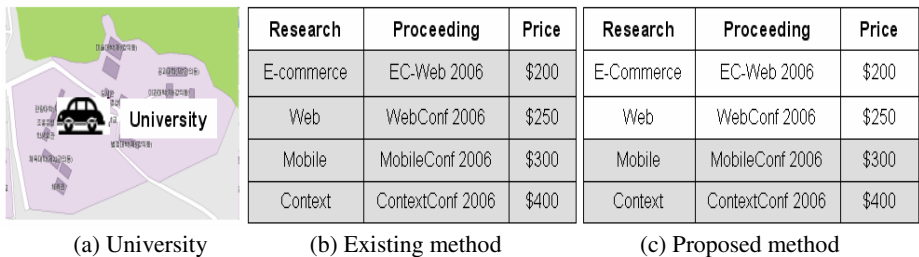 University
Research Proceeding Price
E-commerce EC-Web 2006 $200
Web WebConf 2006 $250
Mobile MobileConf 2006 $300
Context ContextConf 2006 $400
Research Proceeding Price
E-Commerce EC-Web 2006 $200
Web WebConf 2006 $250
Mobile MobileConf 2006 $300
Context ContextConf 2006 $400
(a) University (b) Existing method (c) Proposed method